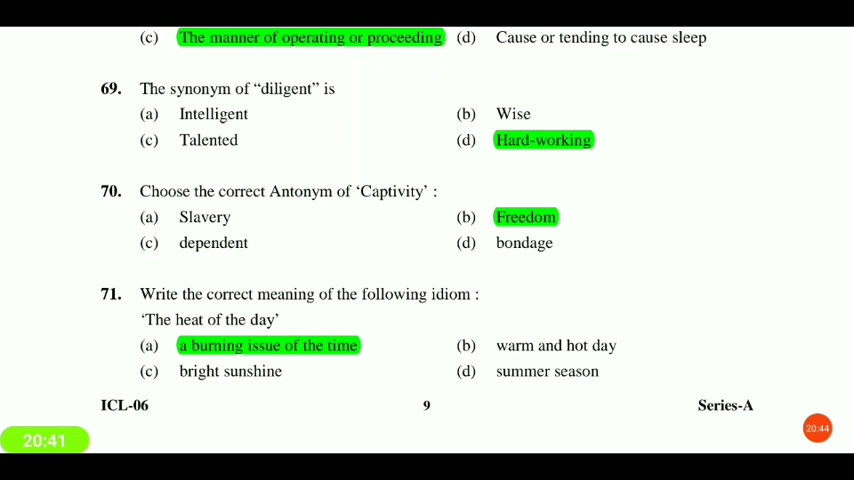 (c) The manner of operating or proceeding (d) Cause or tending to cause sleep
69. The synonym of “diligent” is
(a) Intelligent (b) Wise
(c) Talented (d) Hard-working
70. Choose the correct Antonym of ‘Captivity’ :
(a) Slavery (b) Freedom
(c) dependent (d) bondage
71. Write the correct meaning of the following idiom :
‘The heat of the day’
(a) a burning issue of the time (b) warm and hot day
(c) bright sunshine (d) summer season
ICL-06 9 Series-A
20:41 20:44